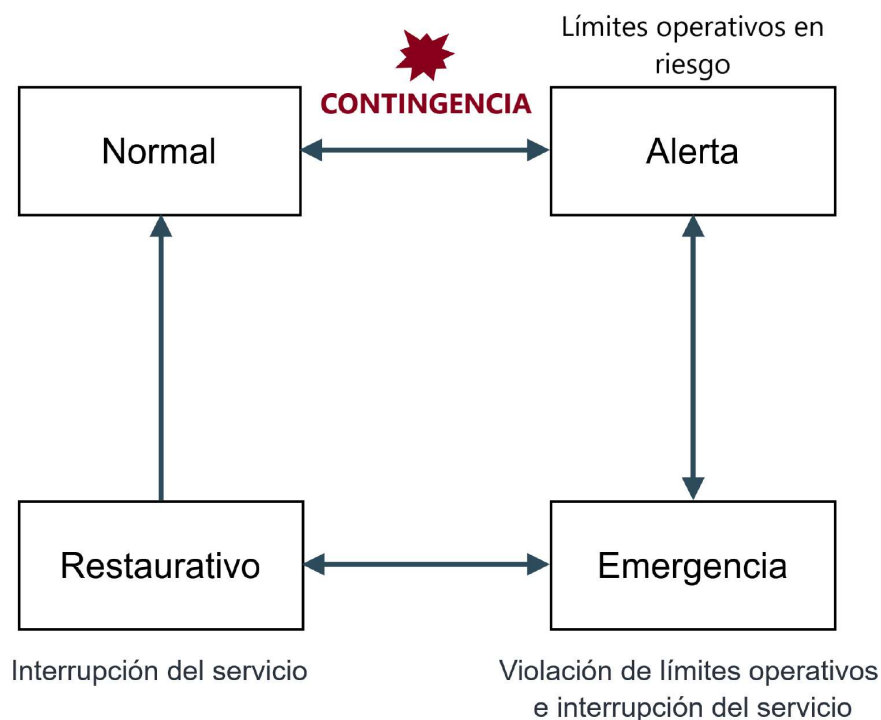 Límites operativos en
riesgo
CONTINGENCIA
Normal
Alerta
Restaurativo
Emergencia
Interrupción del servicio
Violación de límites operativos
e interrupción del servicio